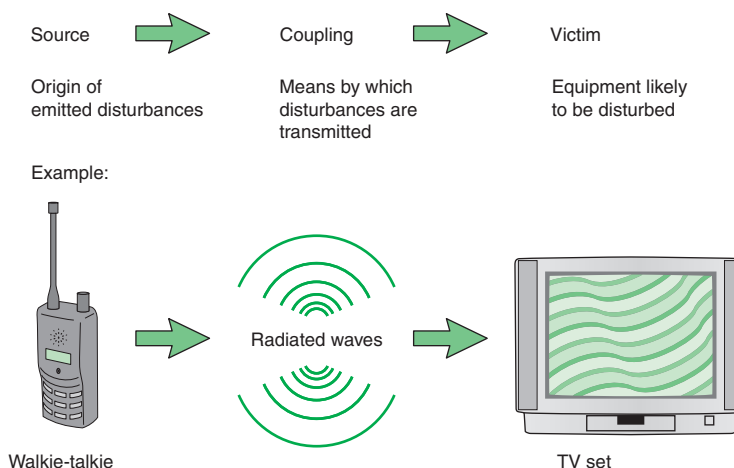 Source
Coupling
Victim
Origin of
emitted disturbances
Means by which
disturbances are
transmitted
Equipment likely
to be disturbed
Example:
Radiated waves
Walkie-talkie
TV set